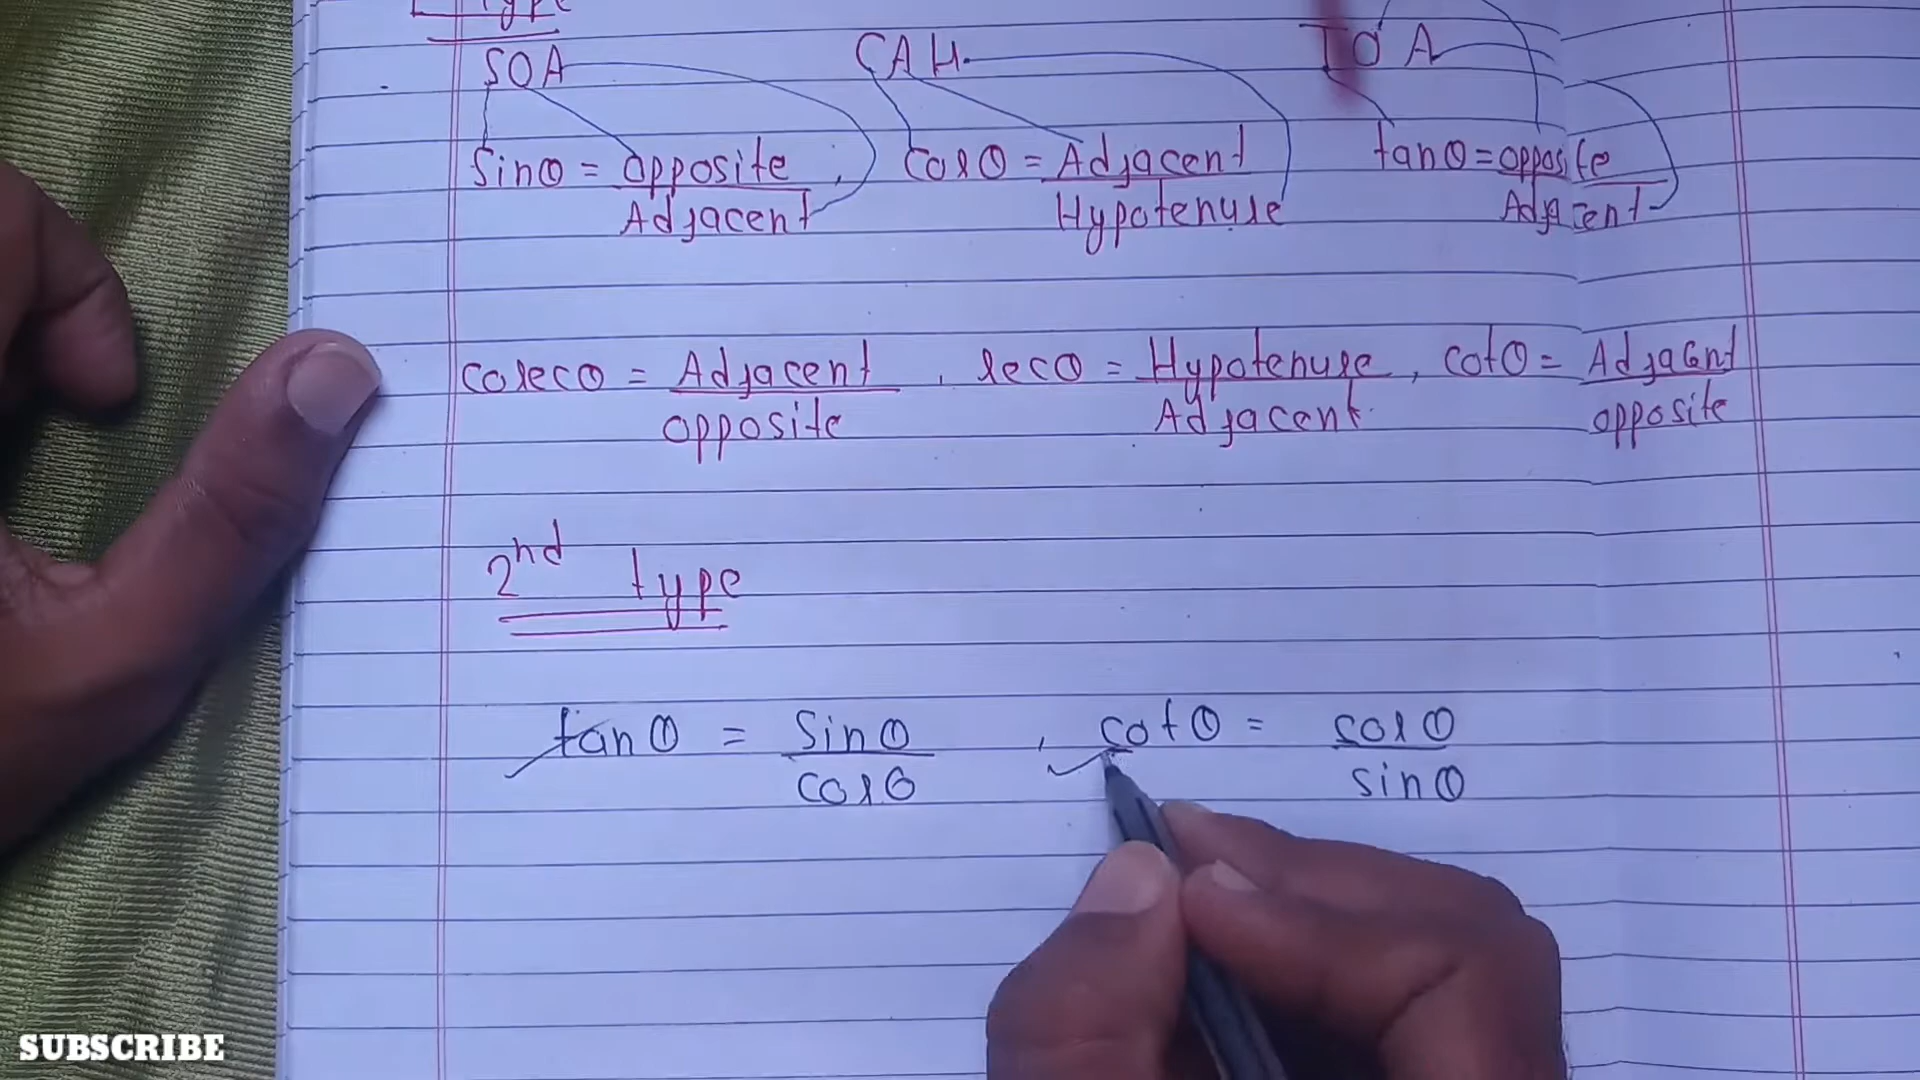 type
SOA CAH TOA
Sinθ = opposite / Adjacent , cosθ = Adjacent / Hypotenuse tanθ = opposite / Adjacent
cosecθ = Adjacent / opposite , secθ = Hypotenuse / Adjacent. , cotθ = Adjacent / opposite
2nd type
tanθ = Sinθ / cosθ , cotθ = cosθ / sinθ
SUBSCRIBE